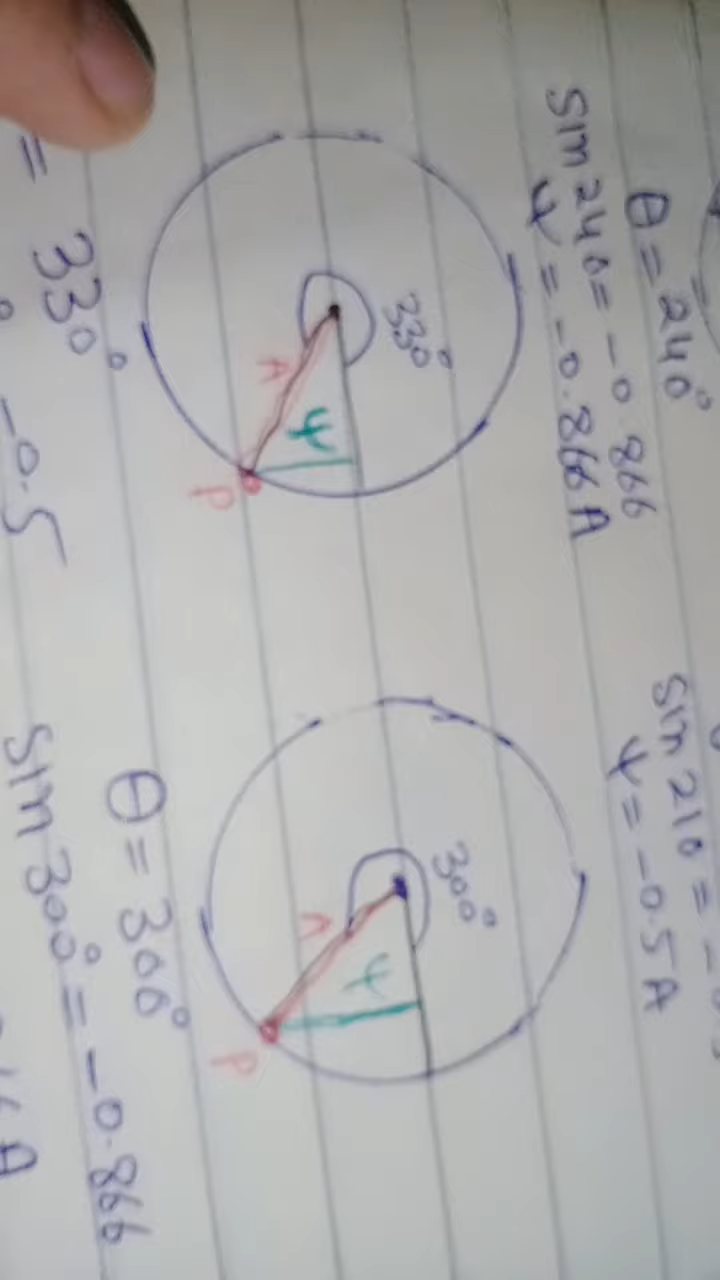 θ = 240°
Sin 240 = -0.866
ψ = -0.866 A
Sin 210 =
ψ = -0.5 A
330°
A
ψ
P
300°
A
ψ
P
= 330°
-0.5
θ = 300°
Sin 300° = -0.866
A